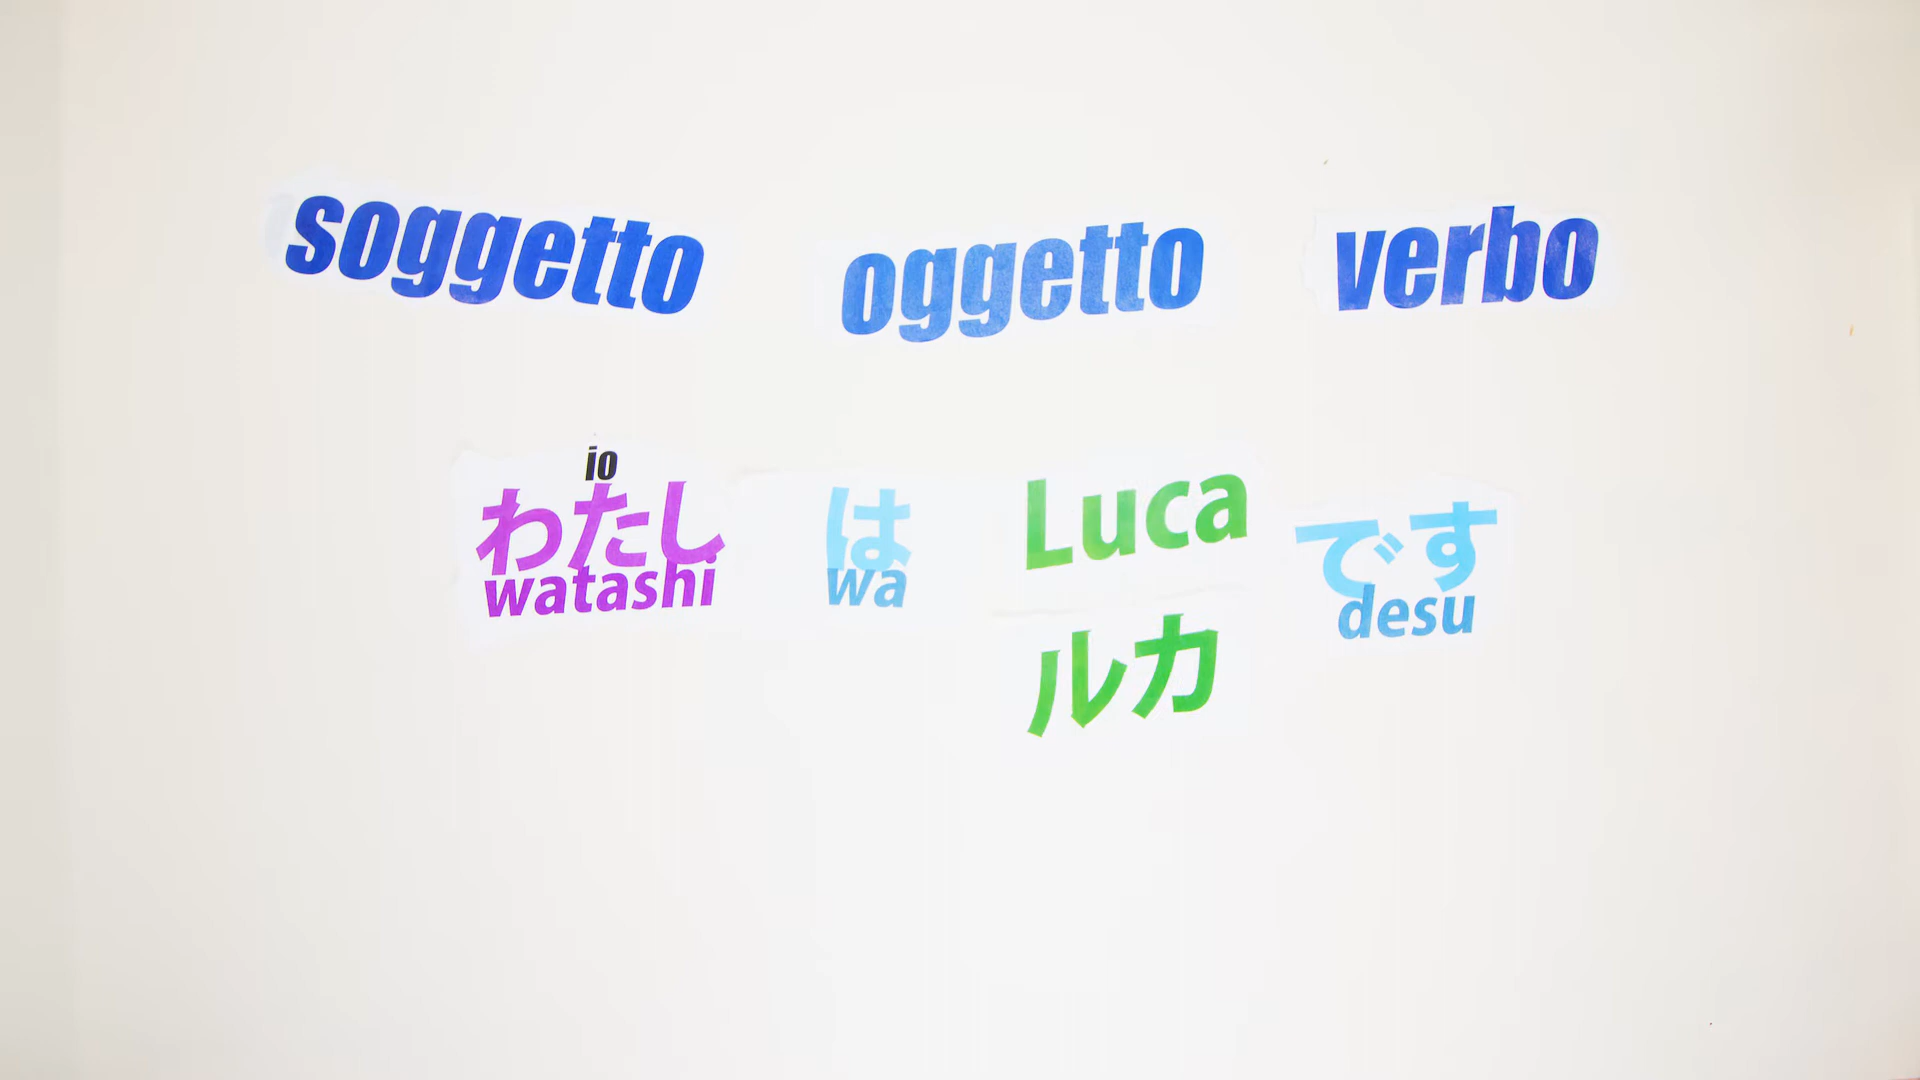 soggetto oggetto verbo
io
わたし は Luca です
watashi wa desu
ルカ